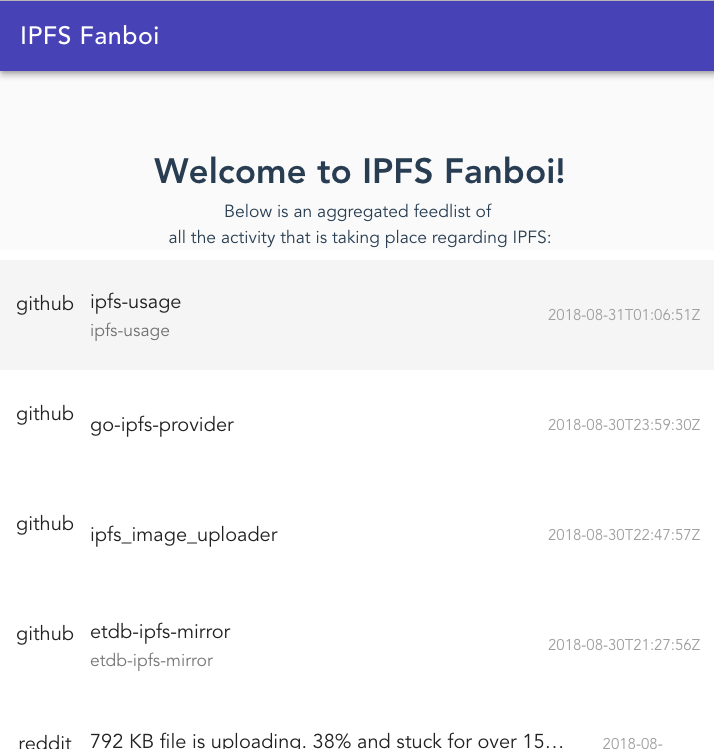 IPFS Fanboi
Welcome to IPFS Fanboi!
Below is an aggregated feedlist of
all the activity that is taking place regarding IPFS:
github ipfs-usage 2018-08-31T01:06:51Z
ipfs-usage
github go-ipfs-provider 2018-08-30T23:59:30Z
github ipfs_image_uploader 2018-08-30T22:47:57Z
github etdb-ipfs-mirror 2018-08-30T21:27:56Z
etdb-ipfs-mirror
reddit 792 KB file is uploading. 38% and stuck for over 15… 2018-08-